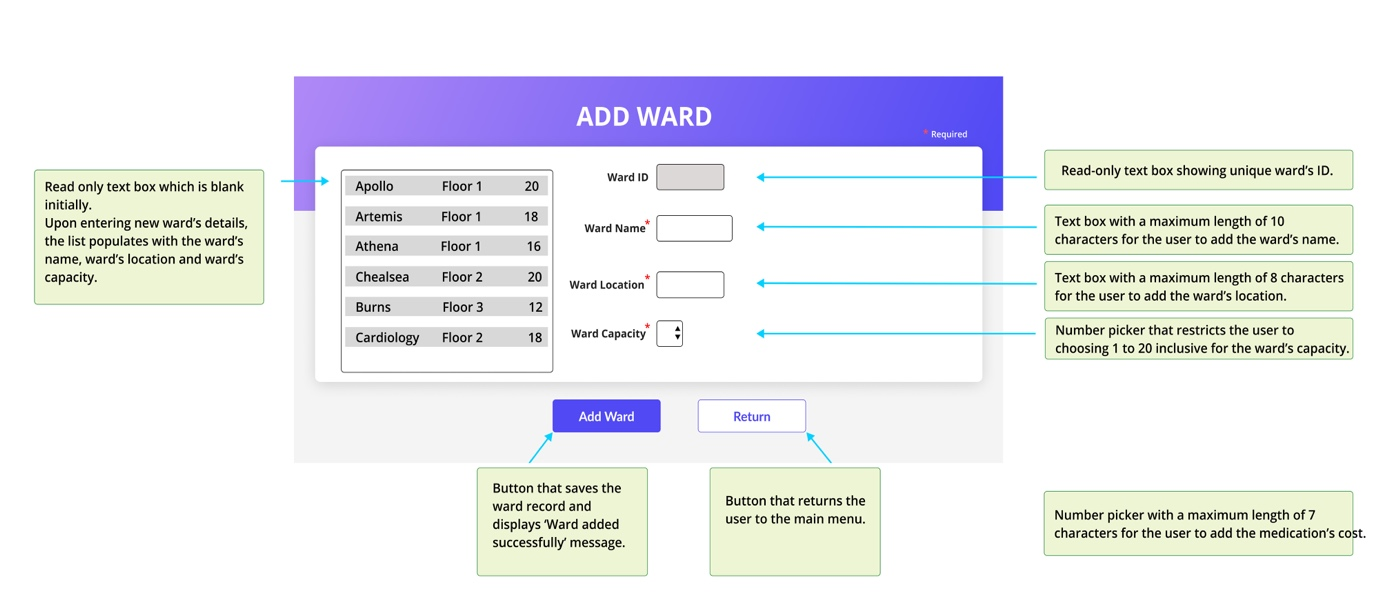 ADD WARD
* Required
Read only text box which is blank
initially.
Upon entering new ward's details,
the list populates with the ward's
name, ward's location and ward's
capacity.
Apollo Floor 1 20
Artemis Floor 1 18
Athena Floor 1 16
Chealsea Floor 2 20
Burns Floor 3 12
Cardiology Floor 2 18
Ward ID
Ward Name*
Ward Location*
Ward Capacity*
Read-only text box showing unique ward's ID.
Text box with a maximum length of 10
characters for the user to add the ward's name.
Text box with a maximum length of 8 characters
for the user to add the ward's location.
Number picker that restricts the user to
choosing 1 to 20 inclusive for the ward's capacity.
Add Ward
Return
Button that saves the
ward record and
displays ‘Ward added
successfully’ message.
Button that returns the
user to the main menu.
Number picker with a maximum length of 7
characters for the user to add the medication's cost.